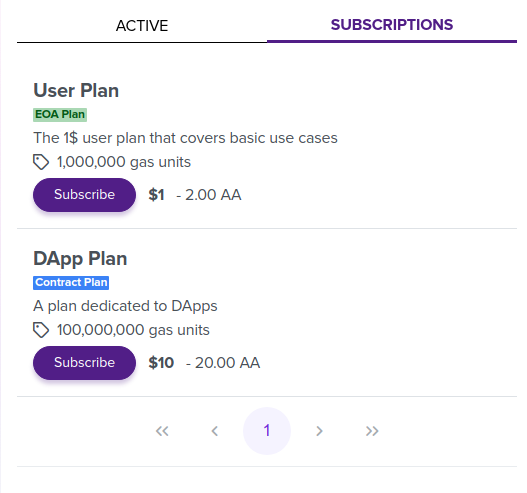 ACTIVE SUBSCRIPTIONS
User Plan
EOA Plan
The 1$ user plan that covers basic use cases
1,000,000 gas units
Subscribe $1 - 2.00 AA
DApp Plan
Contract Plan
A plan dedicated to DApps
100,000,000 gas units
Subscribe $10 - 20.00 AA
1